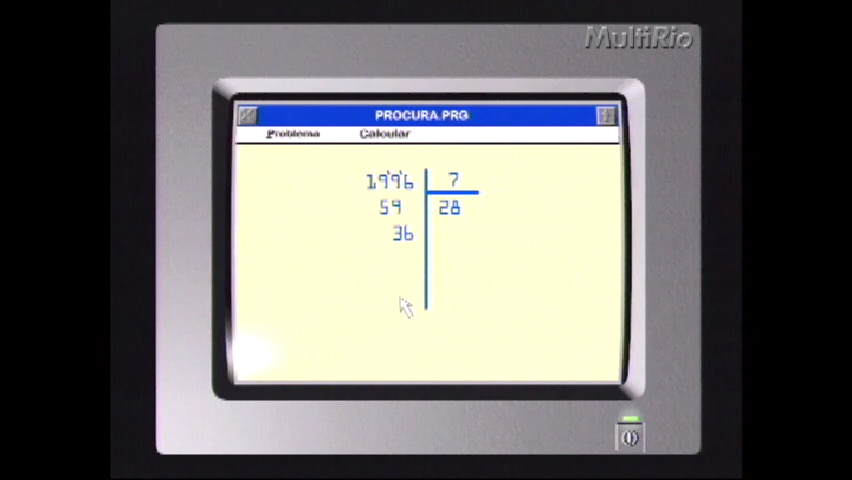 MultiRio
PROCURA.PRG
Problema Calcular
1996 7
59 28
36